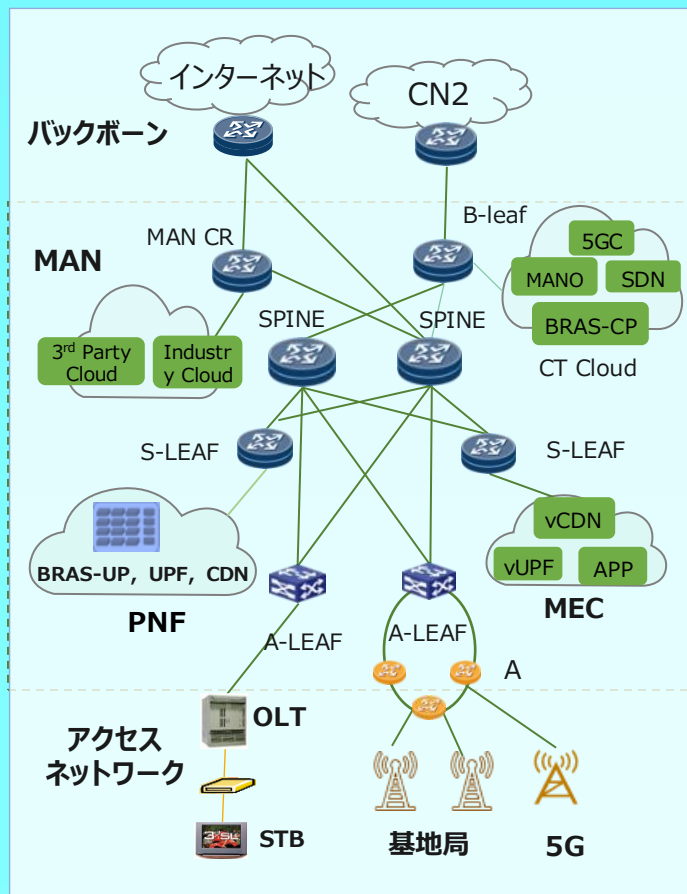 インターネット
CN2
バックボーン
B-leaf
MAN CR
MAN
5GC
MANO
SDN
BRAS-CP
CT Cloud
SPINE
SPINE
3rd Party
Cloud
Industr
y Cloud
S-LEAF
S-LEAF
BRAS-UP, UPF, CDN
PNF
vCDN
vUPF
APP
MEC
A-LEAF
A-LEAF
A
OLT
アクセス
ネットワーク
STB
基地局
5G